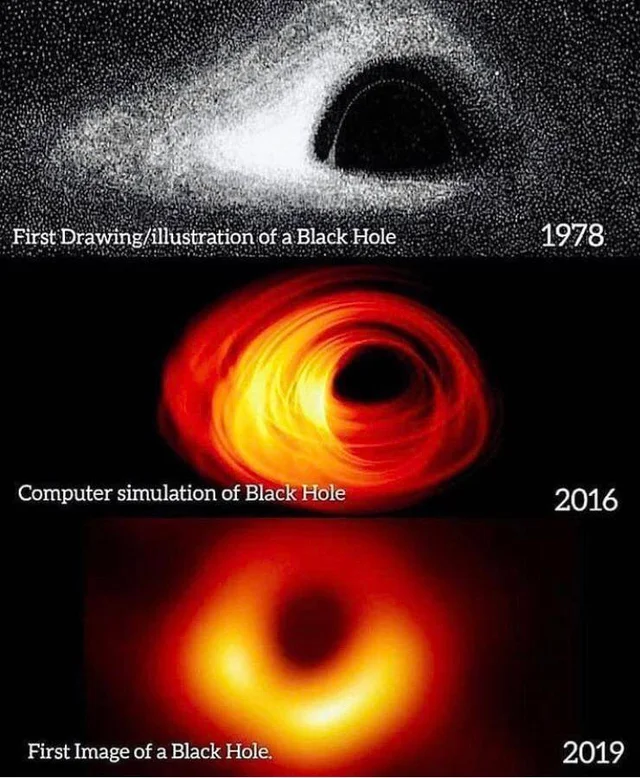 First Drawing/illustration of a Black Hole 1978
Computer simulation of Black Hole 2016
First Image of a Black Hole. 2019